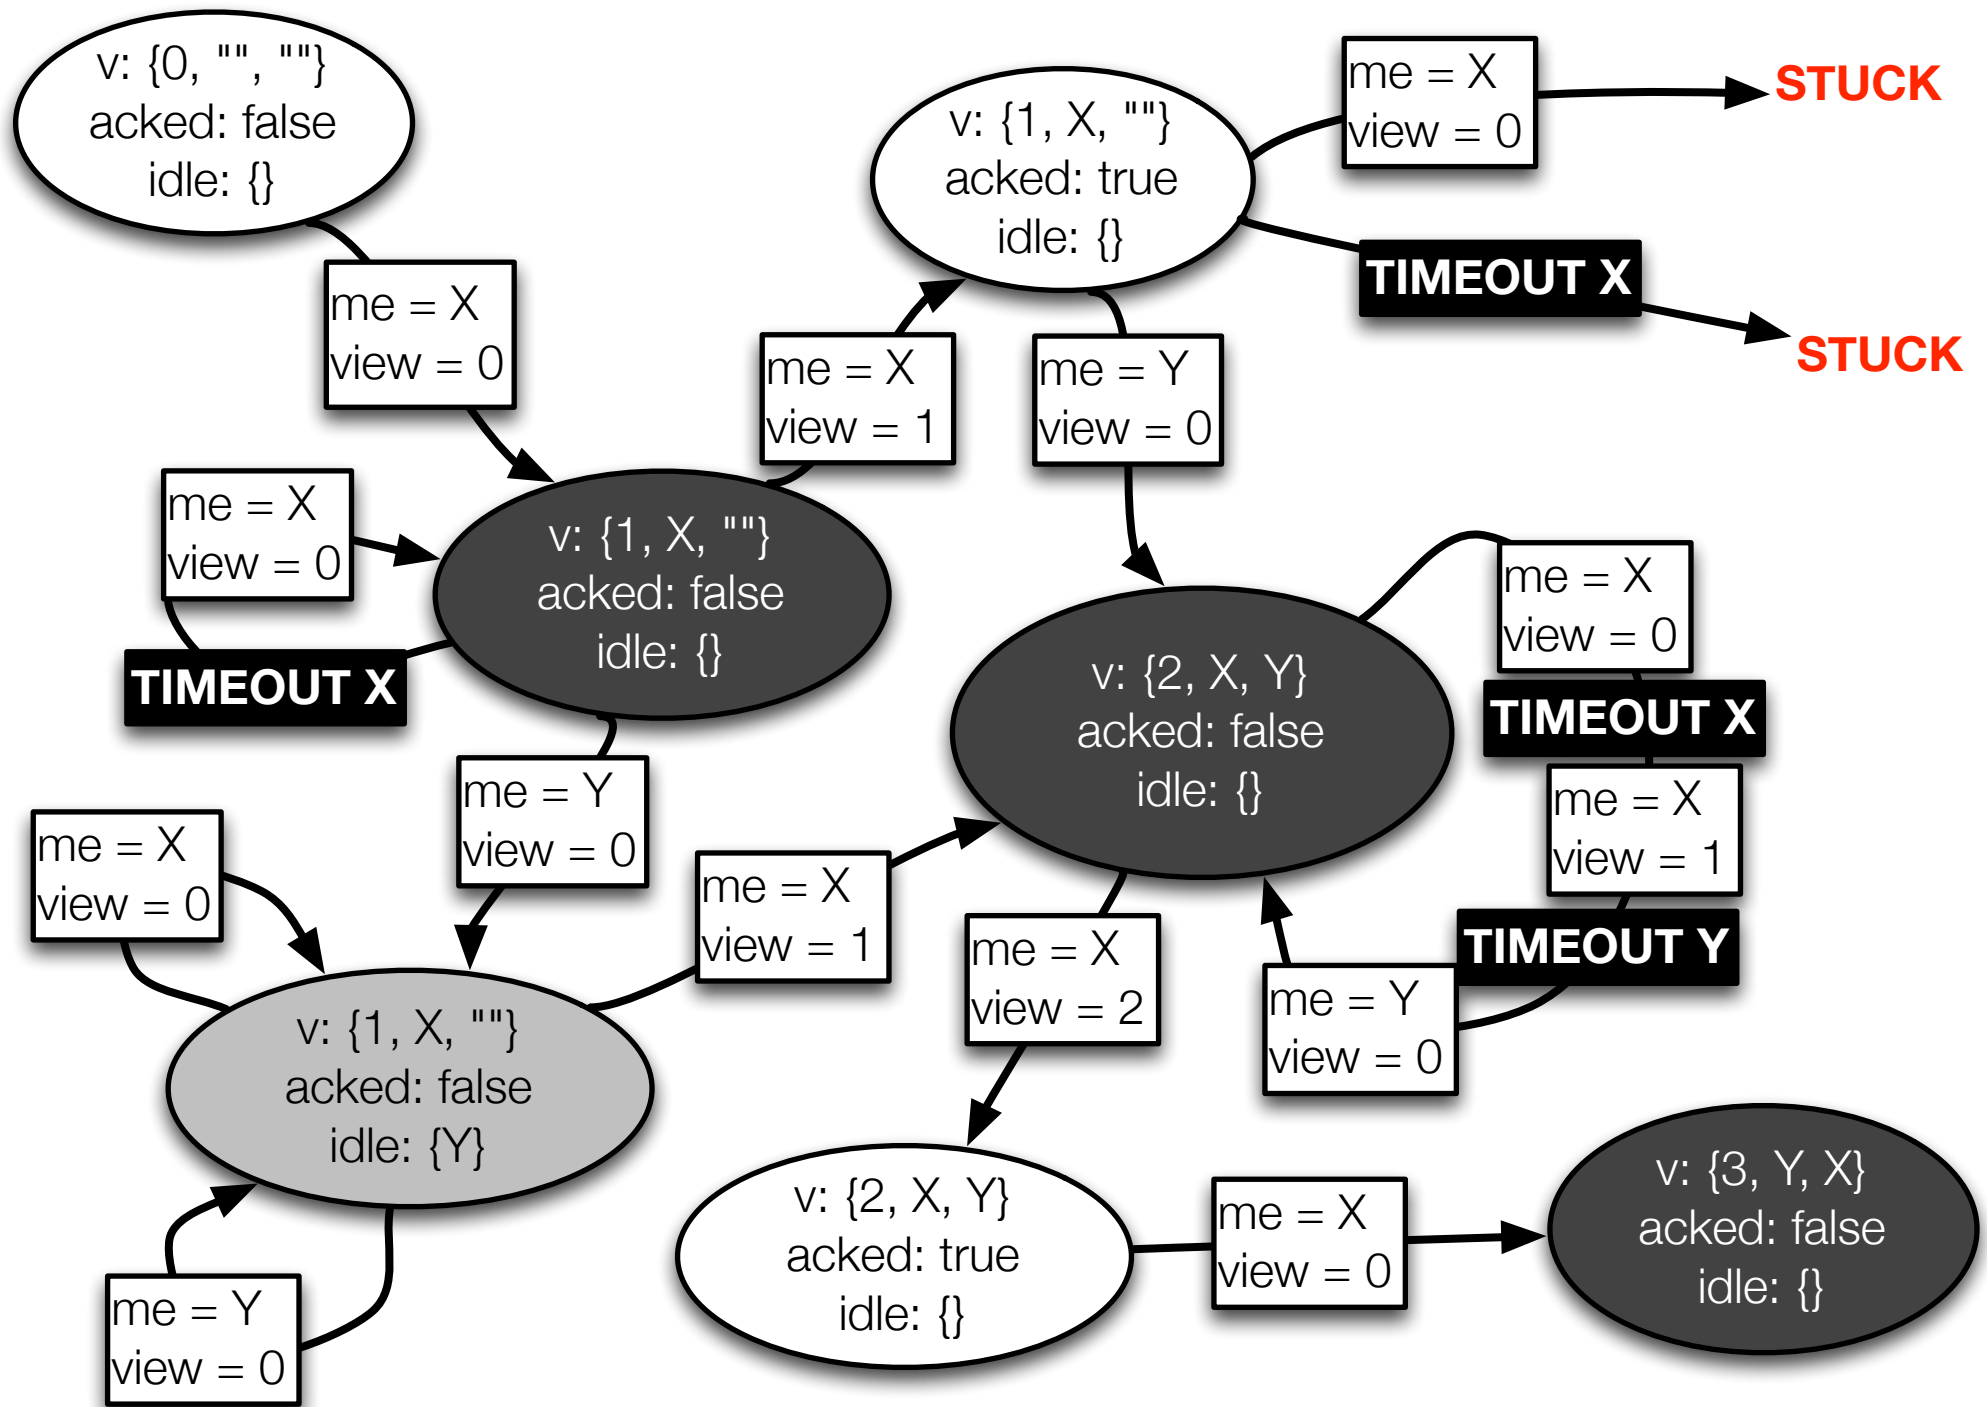 v: {0, "", ""}
acked: false
idle: {}
me = X
view = 0
v: {1, X, ""}
acked: true
idle: {}
me = X
view = 0
STUCK
TIMEOUT X
STUCK
me = X
view = 1
me = Y
view = 0
me = X
view = 0
TIMEOUT X
v: {1, X, ""}
acked: false
idle: {}
me = Y
view = 0
v: {2, X, Y}
acked: false
idle: {}
me = X
view = 0
TIMEOUT X
me = X
view = 1
TIMEOUT Y
me = Y
view = 0
me = X
view = 0
me = X
view = 1
me = X
view = 2
v: {1, X, ""}
acked: false
idle: {Y}
me = Y
view = 0
v: {2, X, Y}
acked: true
idle: {}
me = X
view = 0
v: {3, Y, X}
acked: false
idle: {}